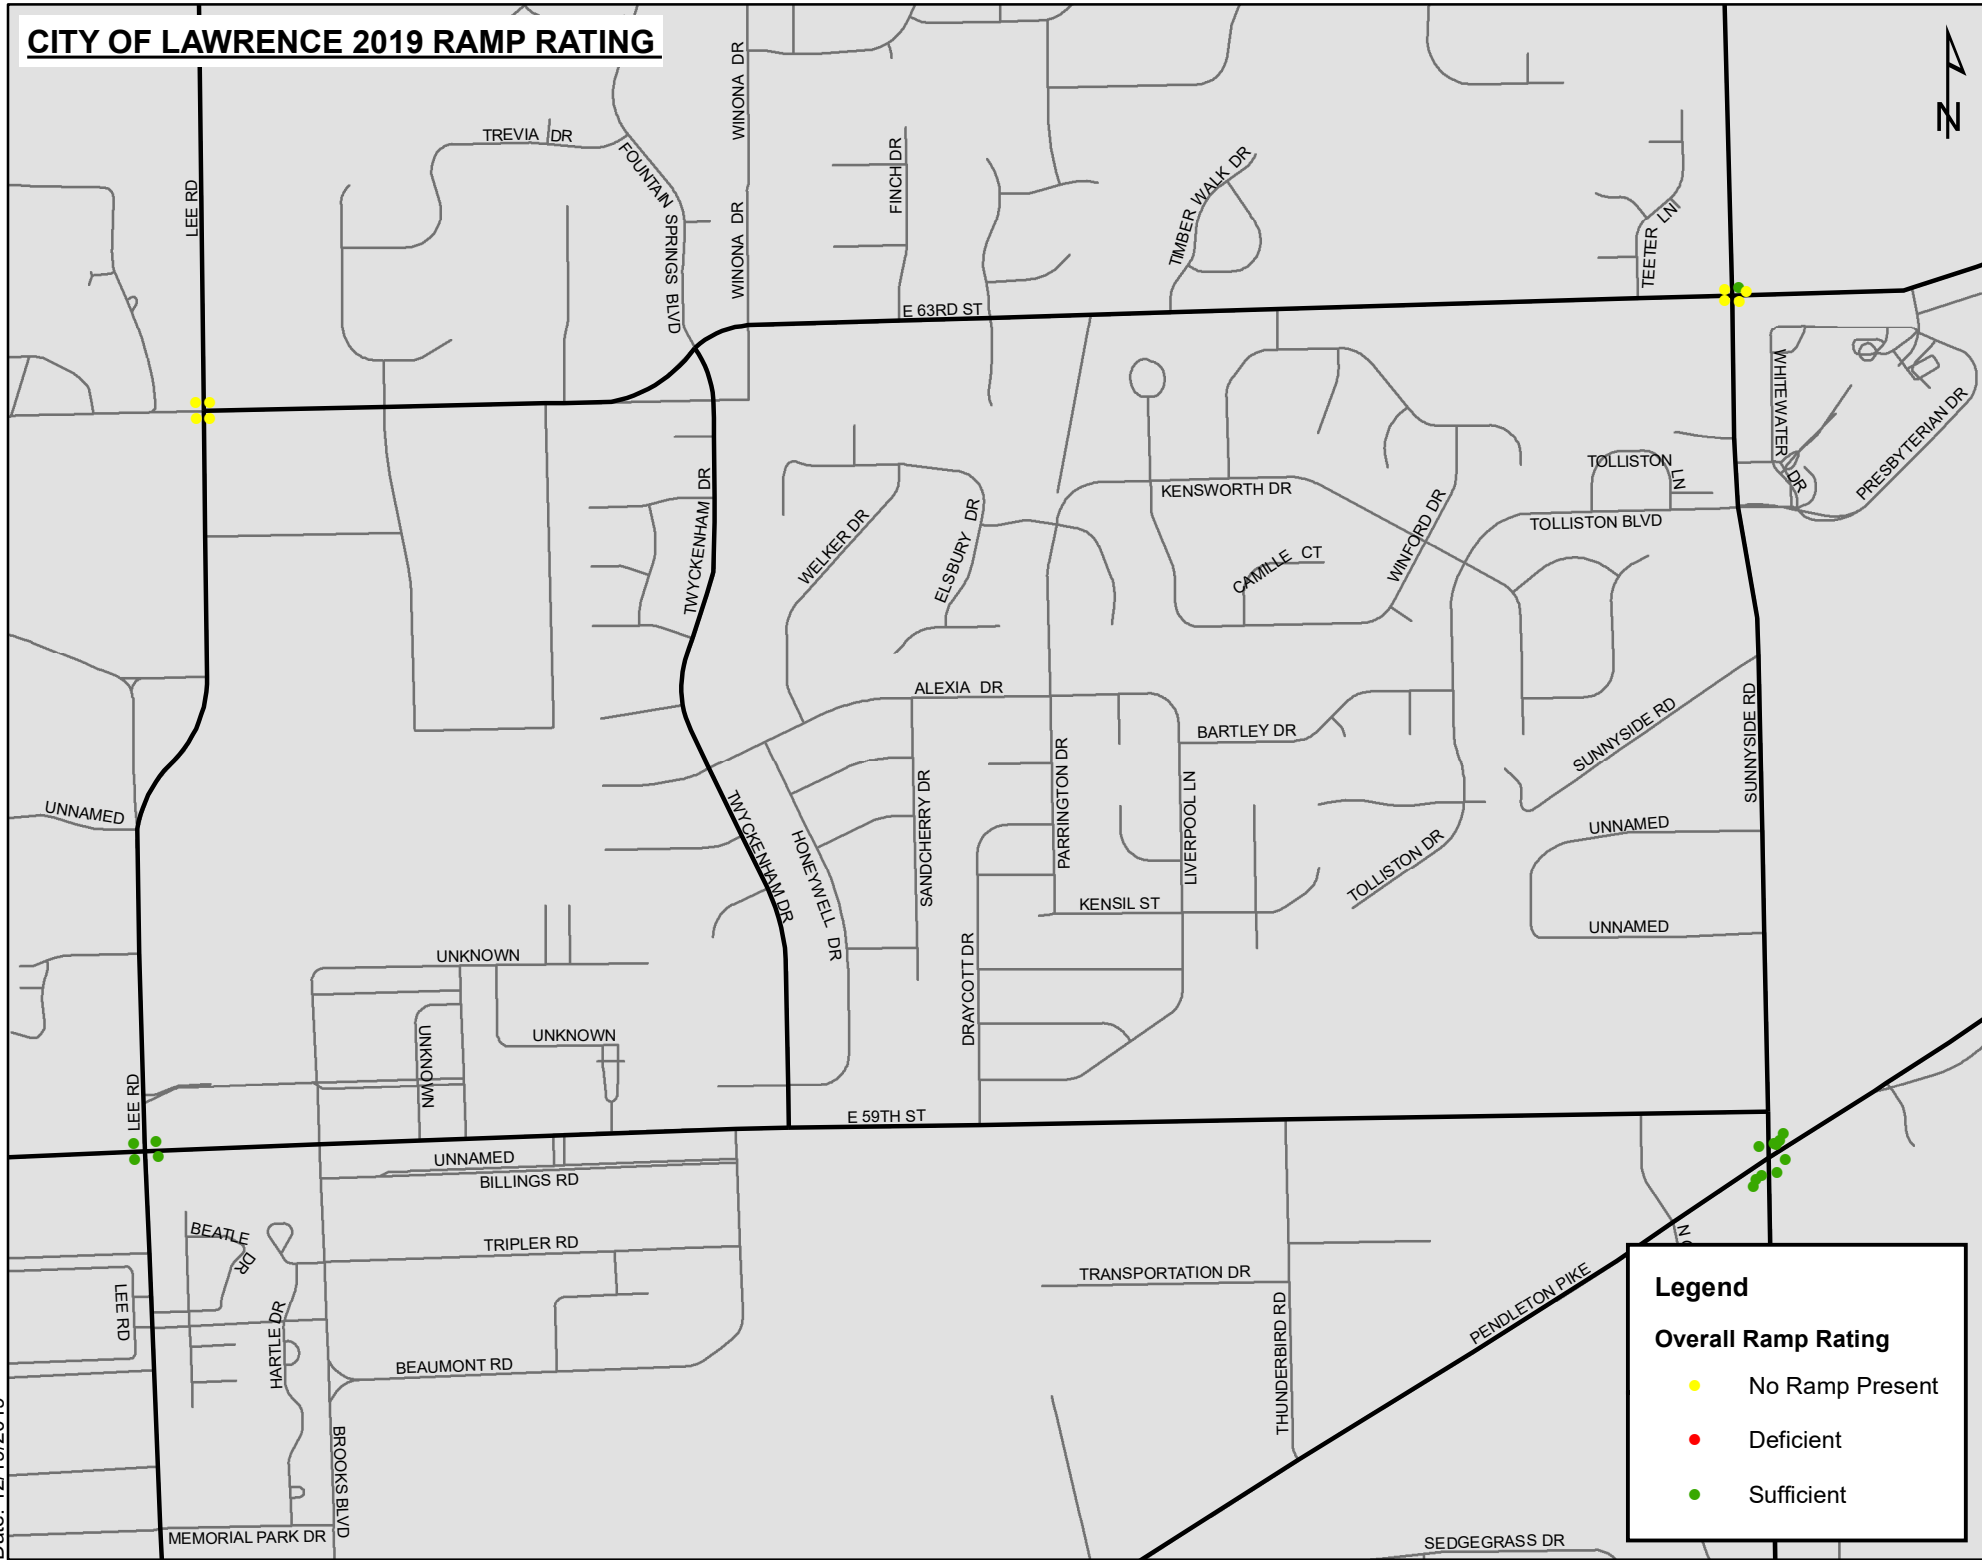 CITY OF LAWRENCE 2019 RAMP RATING
N
WINONA DR
TREVIA DR
FOUNTAIN SPRINGS BLVD
FINCH DR
TIMBER WALK DR
LEE RD
WINONA DR
TEETER LN
E 63RD ST
WHITEWATER DR
PRESBYTERIAN DR
TWYCKENHAM DR
WELKER DR
ELSBURY DR
KENSWORTH DR
CAMILLE CT
WINFORD DR
TOLLISTON LN
TOLLISTON BLVD
ALEXIA DR
BARTLEY DR
SUNNYSIDE RD
SUNNYSIDE RD
UNNAMED
TWYCKENHAM DR
HONEYWELL DR
SANDCHERRY DR
PARRINGTON DR
LIVERPOOL LN
TOLLISTON DR
UNNAMED
KENSIL ST
UNNAMED
UNKNOWN
DRAYCOTT DR
UNKNOWN
UNKNOWN
LEE RD
E 59TH ST
UNNAMED
BILLINGS RD
BEATLE DR
TRIPLER RD
TRANSPORTATION DR
LEE RD
HARTLE DR
THUNDERBIRD RD
PENDLETON PIKE
N
BEAUMONT RD
BROOKS BLVD
MEMORIAL PARK DR
SEDGEGRASS DR
Legend
Overall Ramp Rating
No Ramp Present
Deficient
Sufficient